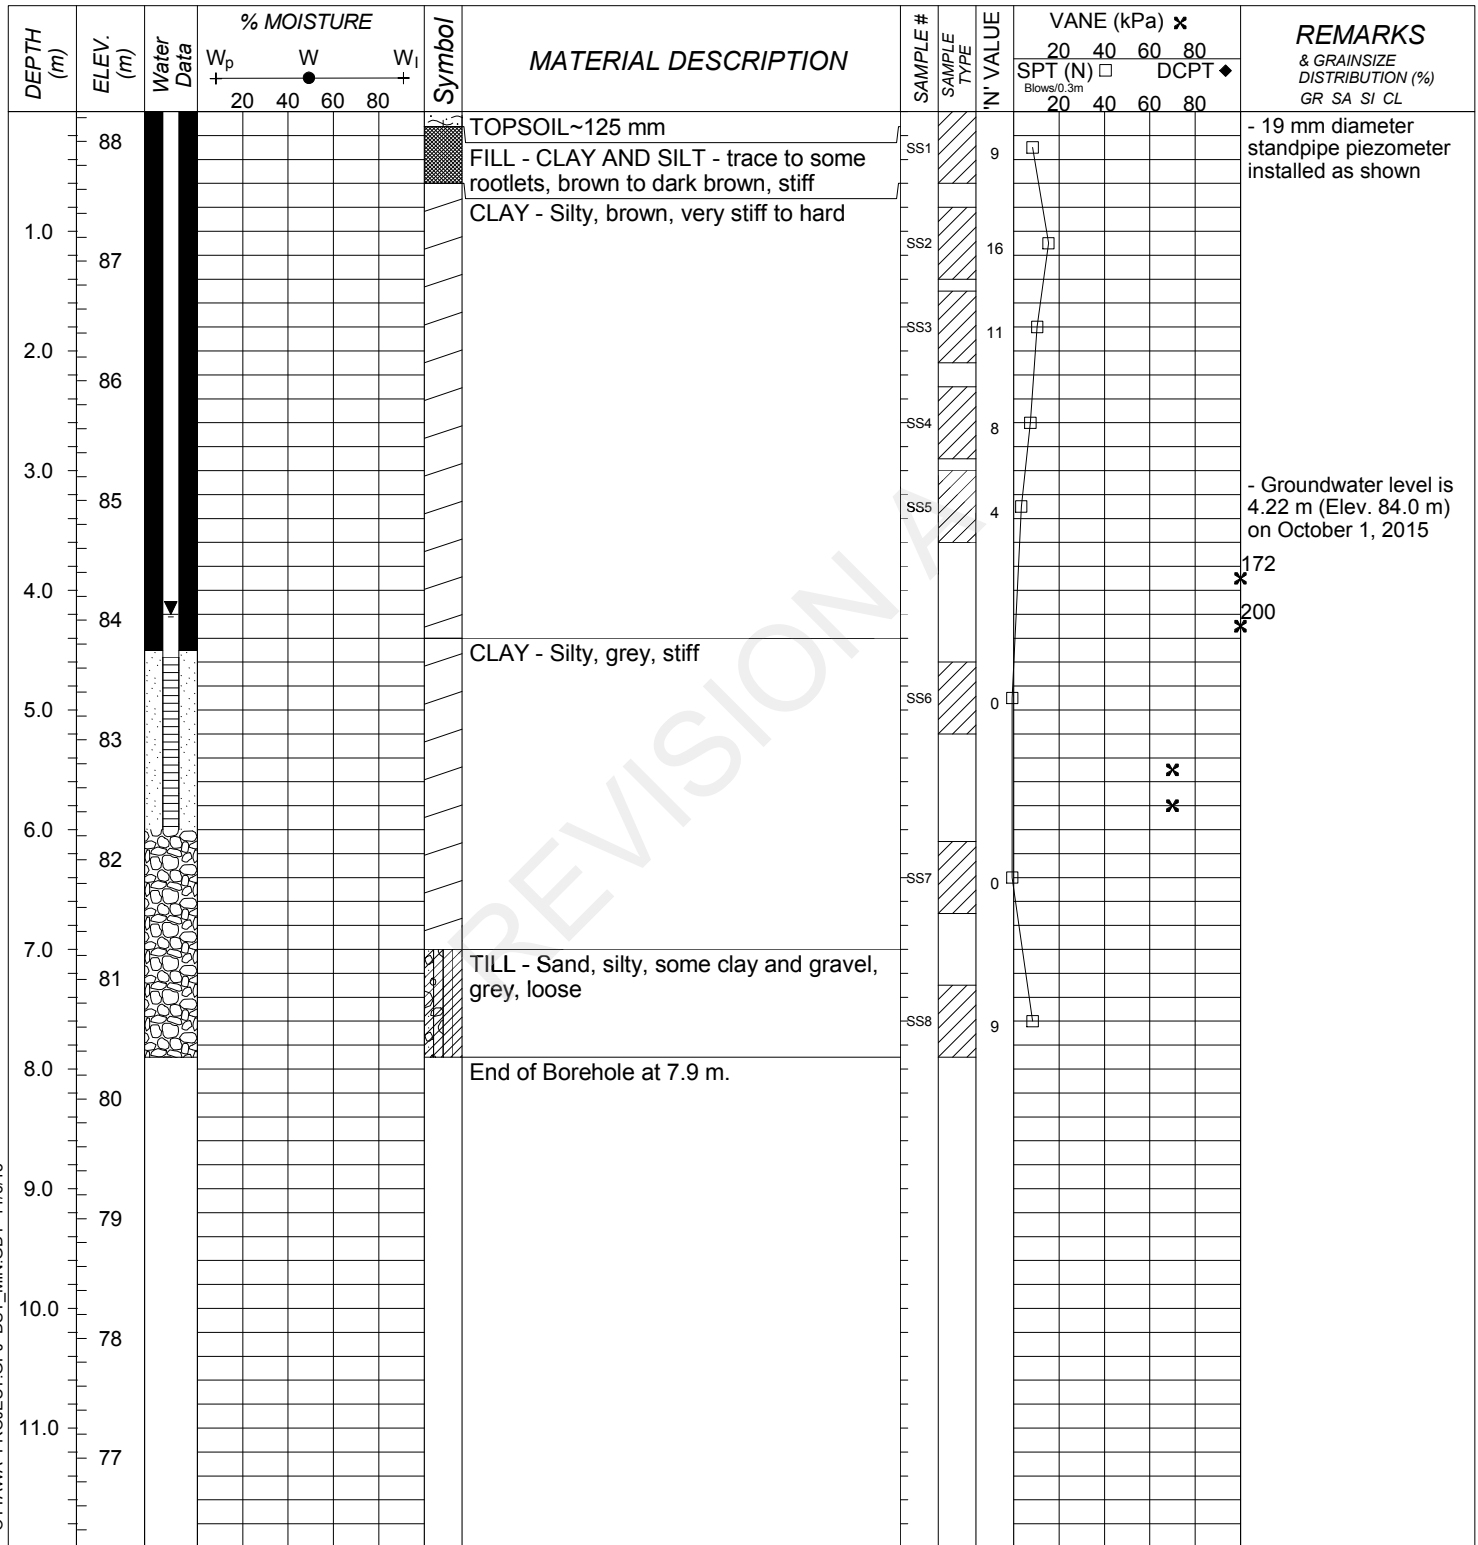 DEPTH (m)
ELEV. (m)
Water Data
% MOISTURE
Wp W Wl
20 40 60 80
Symbol
MATERIAL DESCRIPTION
SAMPLE #
SAMPLE TYPE
'N' VALUE
VANE (kPa)
20 40 60 80
SPT (N) DCPT
Blows/0.3m
20 40 60 80
REMARKS
& GRAINSIZE
DISTRIBUTION (%)
GR SA SI CL
88
TOPSOIL~125 mm
FILL - CLAY AND SILT - trace to some
rootlets, brown to dark brown, stiff
SS1 9
- 19 mm diameter
standpipe piezometer
installed as shown
CLAY - Silty, brown, very stiff to hard
1.0
SS2 16
87
SS3 11
2.0
86
SS4 8
3.0
85
SS5 4
- Groundwater level is
4.22 m (Elev. 84.0 m)
on October 1, 2015
172
4.0
200
84
CLAY - Silty, grey, stiff
SS6 0
5.0
83
6.0
82
SS7 0
7.0
TILL - Sand, silty, some clay and gravel,
grey, loose
81
SS8 9
8.0
End of Borehole at 7.9 m.
80
9.0
79
10.0
78
11.0
77
REVISION A